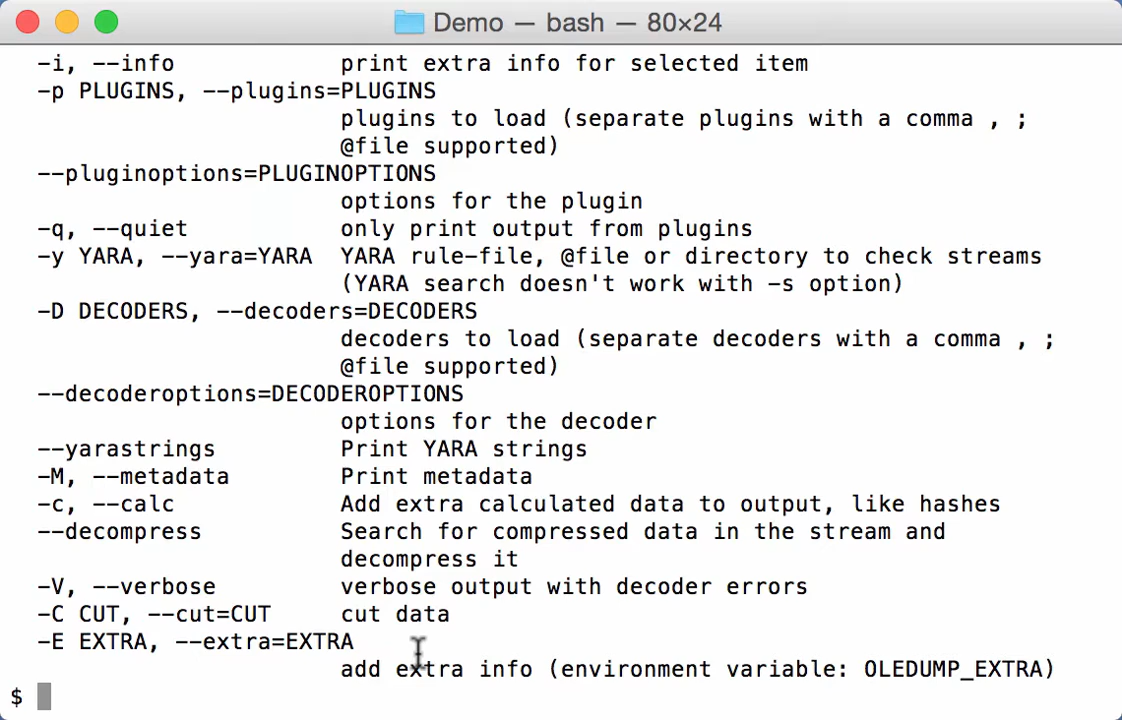 Demo — bash — 80×24
-i, --info            print extra info for selected item
-p PLUGINS, --plugins=PLUGINS
                      plugins to load (separate plugins with a comma , ;
                      @file supported)
--pluginoptions=PLUGINOPTIONS
                      options for the plugin
-q, --quiet           only print output from plugins
-y YARA, --yara=YARA  YARA rule-file, @file or directory to check streams
                      (YARA search doesn't work with -s option)
-D DECODERS, --decoders=DECODERS
                      decoders to load (separate decoders with a comma , ;
                      @file supported)
--decoderoptions=DECODEROPTIONS
                      options for the decoder
--yarastrings         Print YARA strings
-M, --metadata        Print metadata
-c, --calc            Add extra calculated data to output, like hashes
--decompress          Search for compressed data in the stream and
                      decompress it
-V, --verbose         verbose output with decoder errors
-C CUT, --cut=CUT     cut data
-E EXTRA, --extra=EXTRA
                      add extra info (environment variable: OLEDUMP_EXTRA)
$